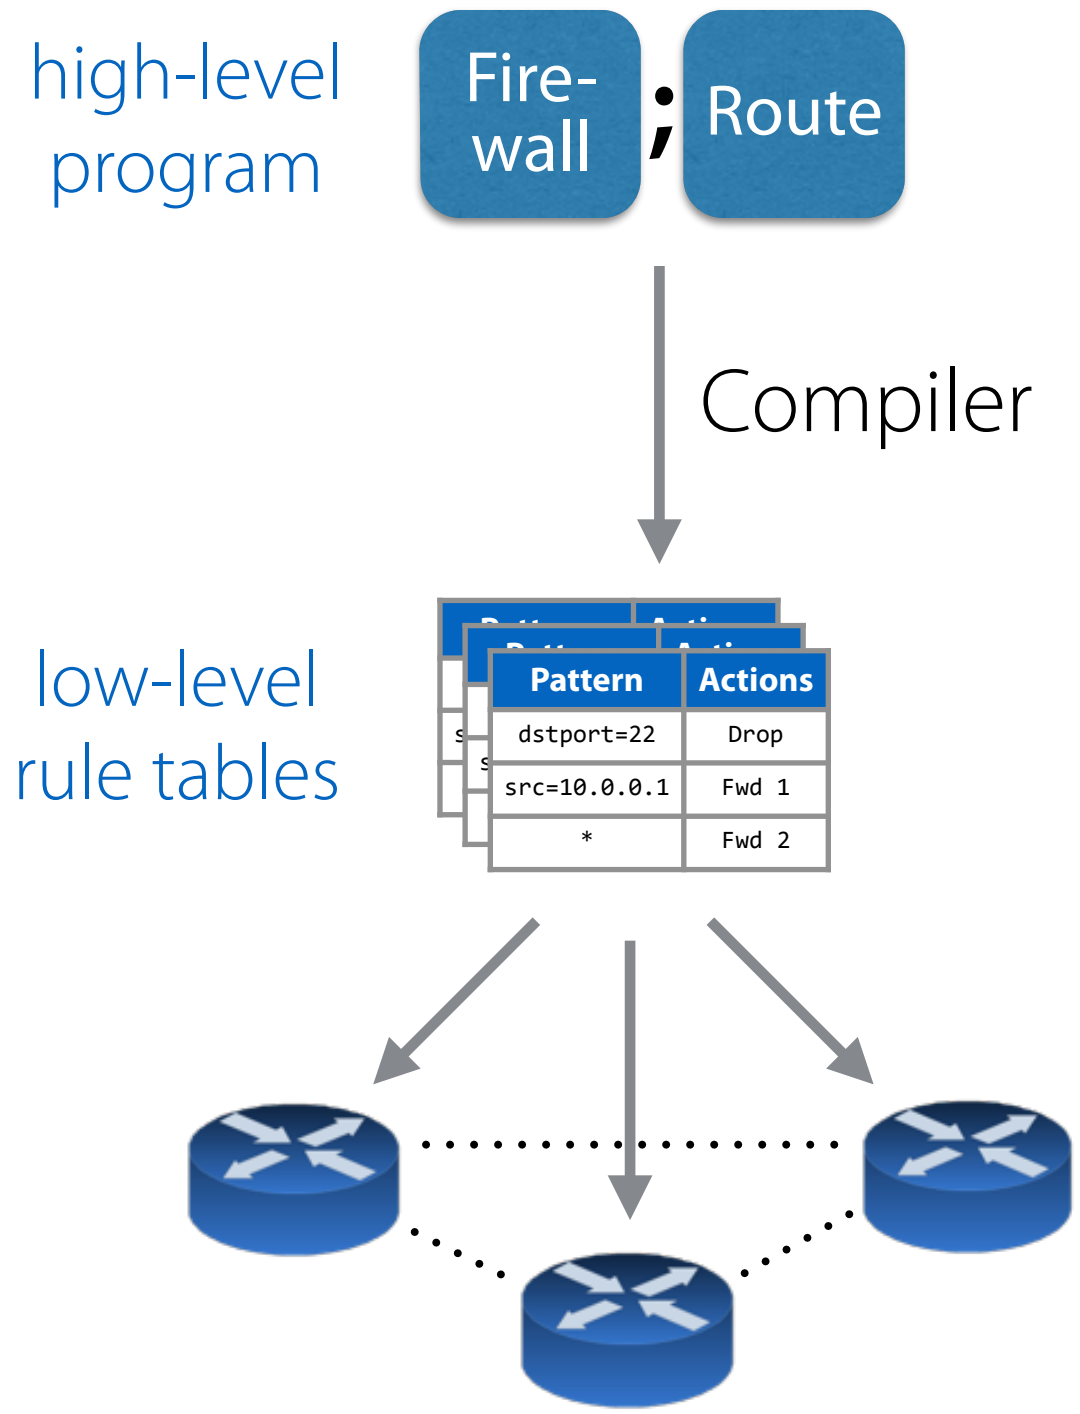 high-level
program
Fire-
wall
;
Route
Compiler
low-level
rule tables
Pattern Actions
dstport=22 Drop
src=10.0.0.1 Fwd 1
* Fwd 2